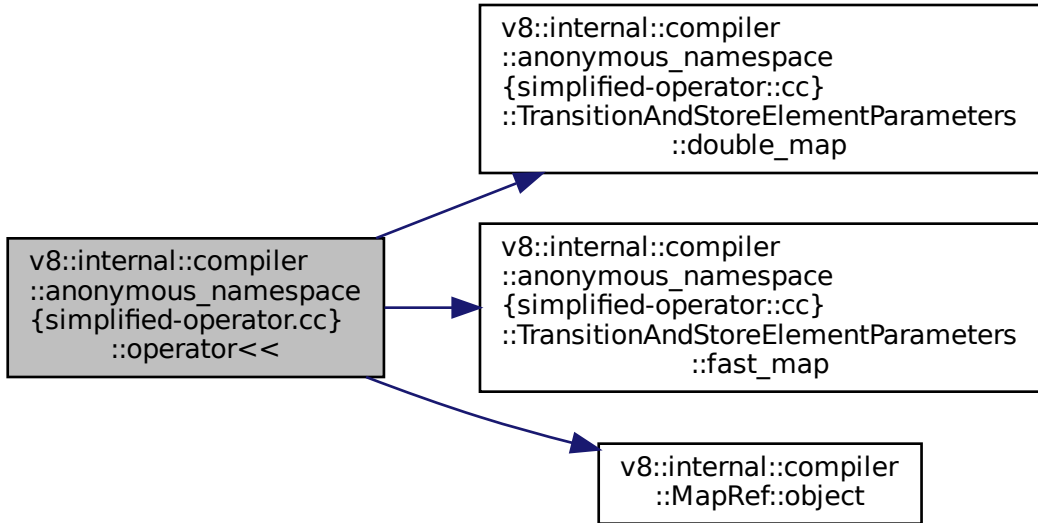 v8::internal::compiler
::anonymous_namespace
{simplified-operator.cc}
::operator<<
v8::internal::compiler
::anonymous_namespace
{simplified-operator::cc}
::TransitionAndStoreElementParameters
::double_map
v8::internal::compiler
::anonymous_namespace
{simplified-operator::cc}
::TransitionAndStoreElementParameters
::fast_map
v8::internal::compiler
::MapRef::object